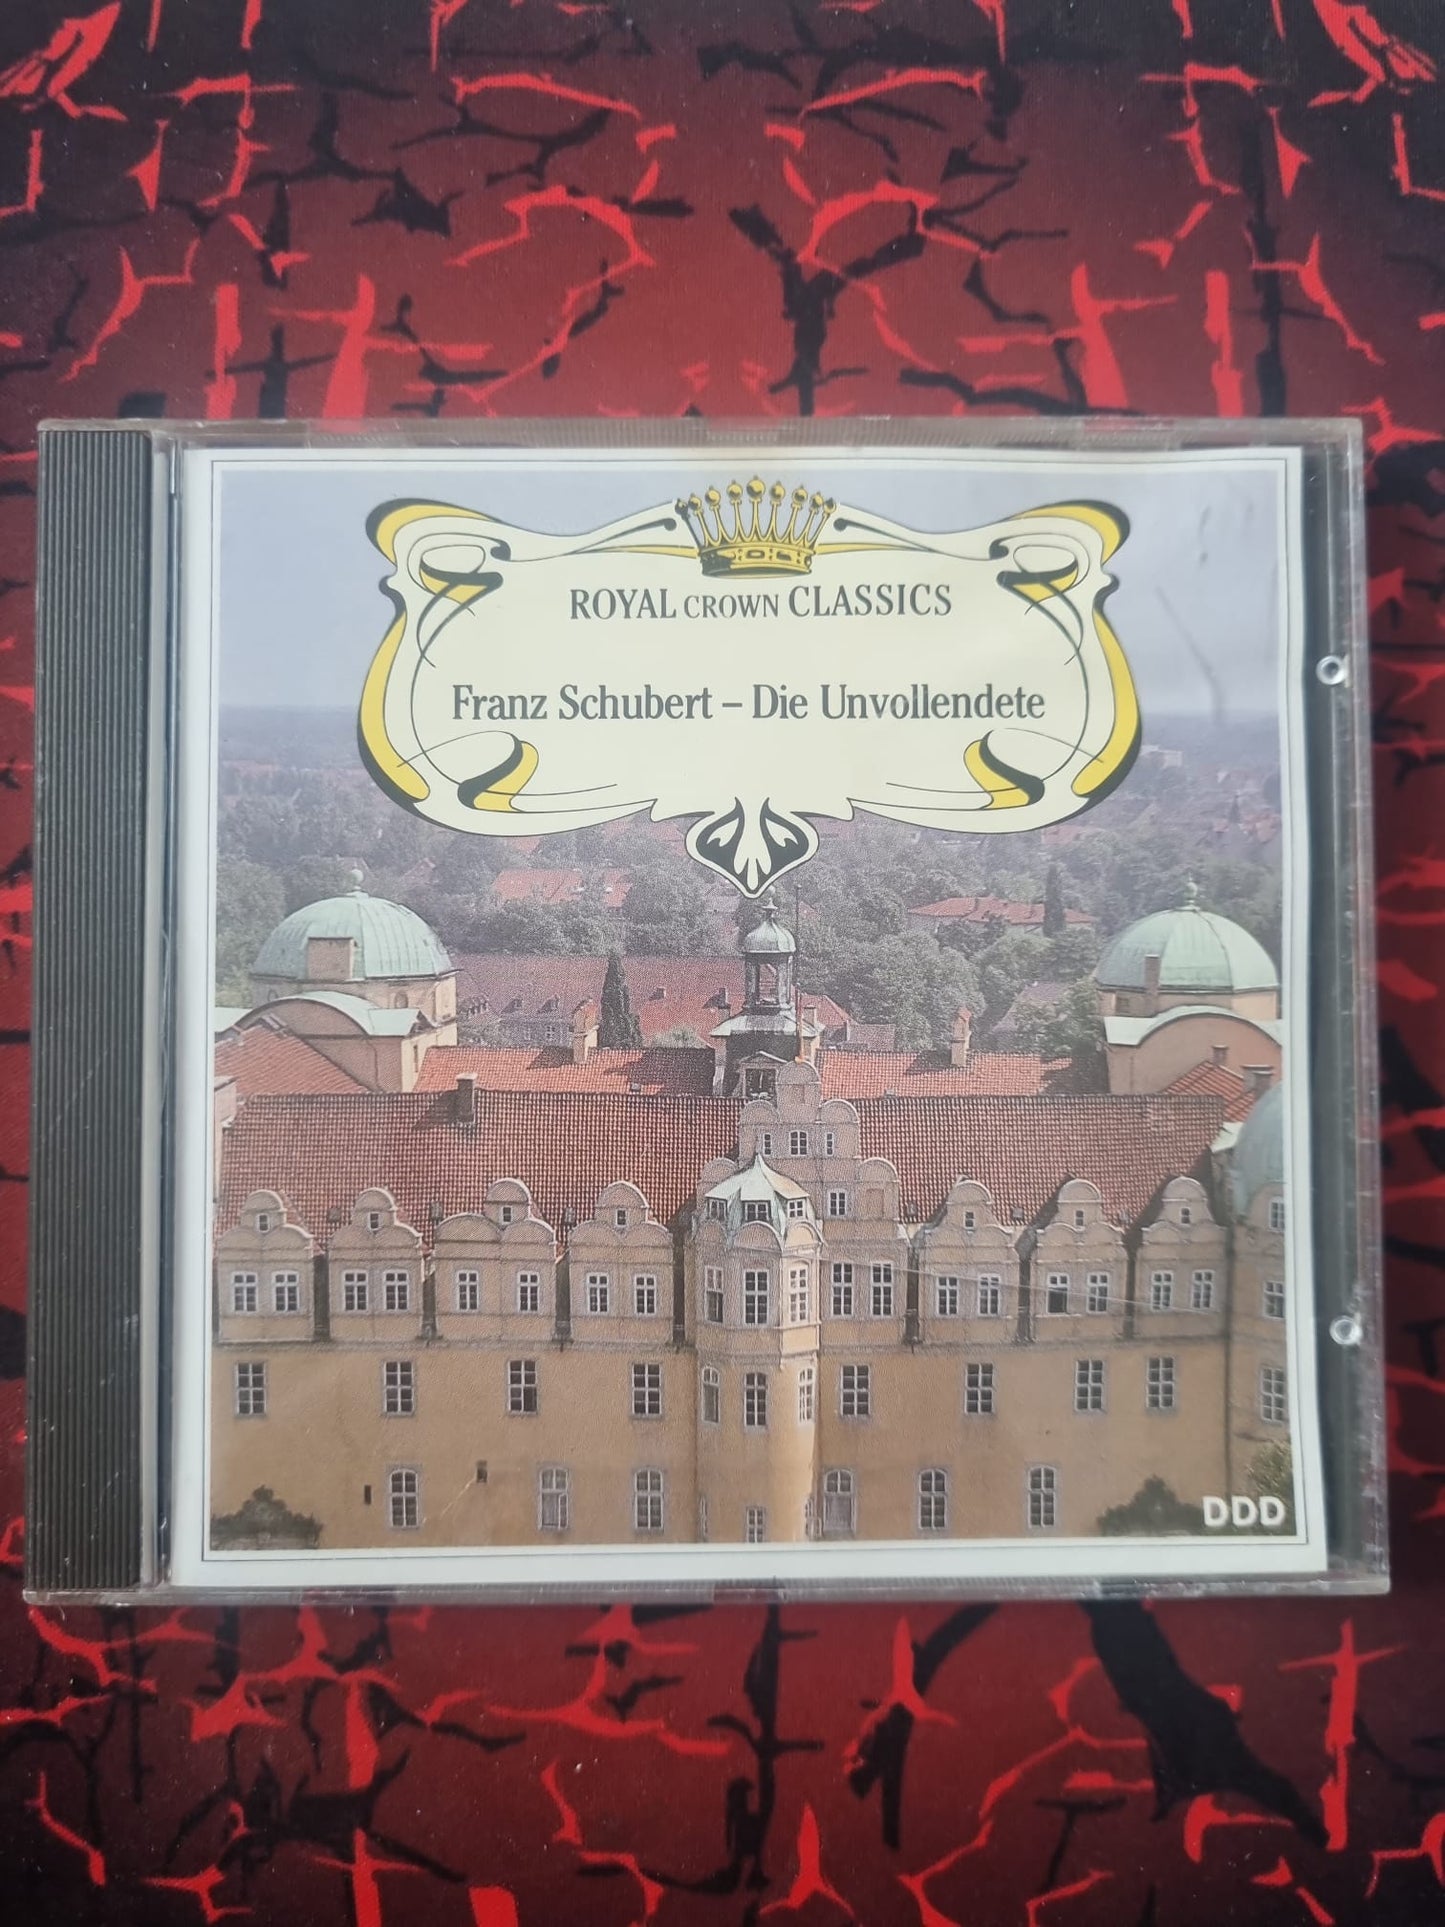 ROYAL CROWN CLASSICS
Franz Schubert – Die Unvollendete
DDD